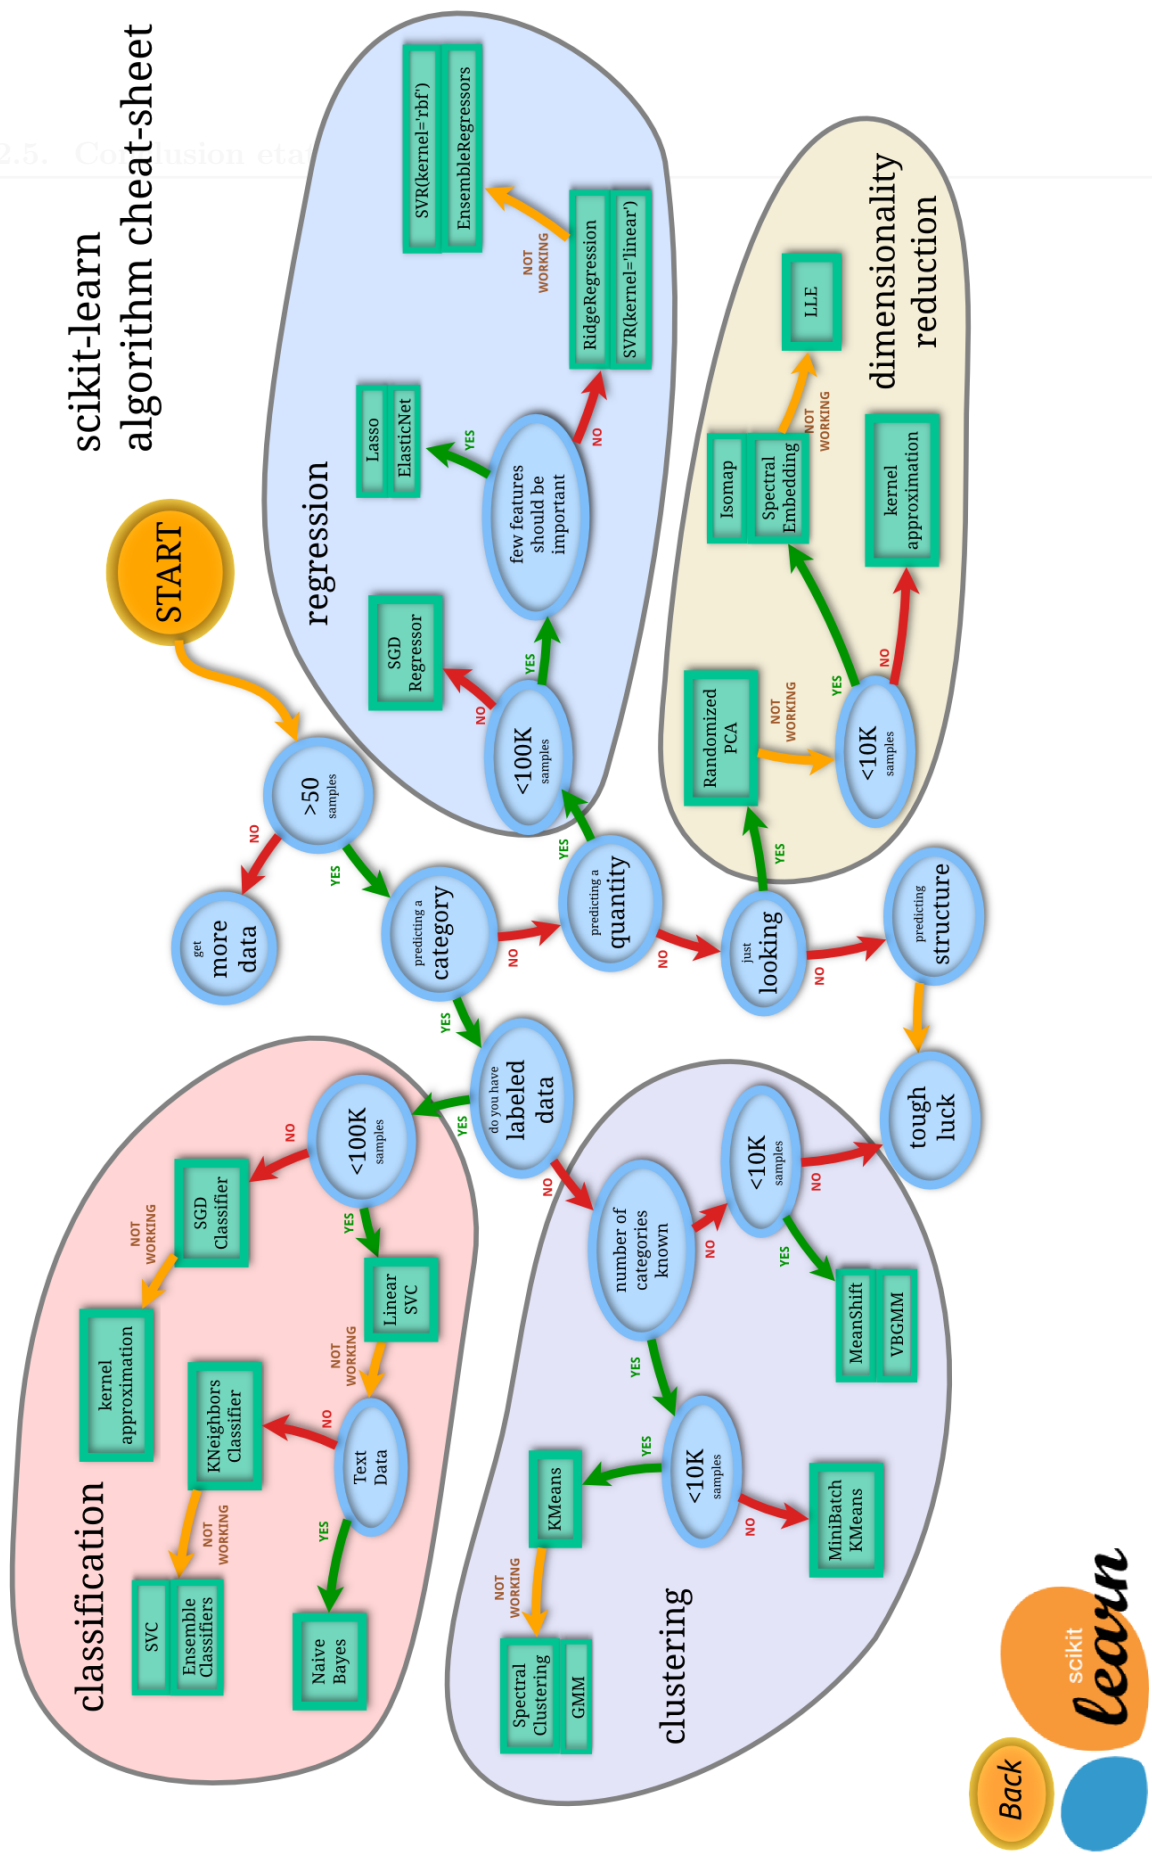 scikit-learn
algorithm cheat-sheet
2.5. Conclusion eta
START
>50
samples
NO
YES
get
more
data
predicting a
category
YES
NO
do you have
labeled
data
YES
NO
predicting a
quantity
YES
NO
just
looking
YES
NO
predicting
structure
tough
luck
classification
<100K
samples
NO
YES
SGD
Classifier
NOT
WORKING
kernel
approximation
Linear
SVC
NOT
WORKING
Text
Data
NO
YES
KNeighbors
Classifier
NOT
WORKING
SVC
Ensemble
Classifiers
Naive
Bayes
regression
<100K
samples
NO
YES
SGD
Regressor
few features
should be
important
YES
NO
Lasso
ElasticNet
RidgeRegression
SVR(kernel='linear')
NOT
WORKING
SVR(kernel='rbf')
EnsembleRegressors
clustering
number of
categories
known
YES
NO
<10K
samples
YES
NO
KMeans
NOT
WORKING
Spectral
Clustering
GMM
MiniBatch
KMeans
<10K
samples
YES
NO
MeanShift
VBGMM
dimensionality
reduction
Randomized
PCA
NOT
WORKING
<10K
samples
YES
NO
Isomap
Spectral
Embedding
NOT
WORKING
LLE
kernel
approximation
Back
scikit
learn